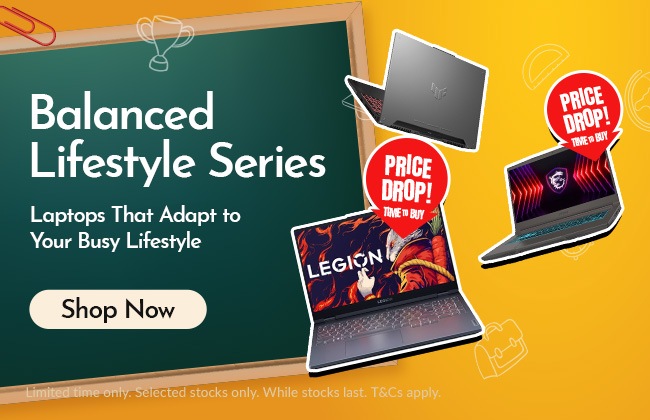 Balanced
Lifestyle Series
Laptops That Adapt to
Your Busy Lifestyle
Shop Now
PRICE
DROP!
TIME TO BUY
PRICE
DROP!
TIME TO BUY
LEGION
LEGION
Limited time only. Selected stocks only. While stocks last. T&Cs apply.